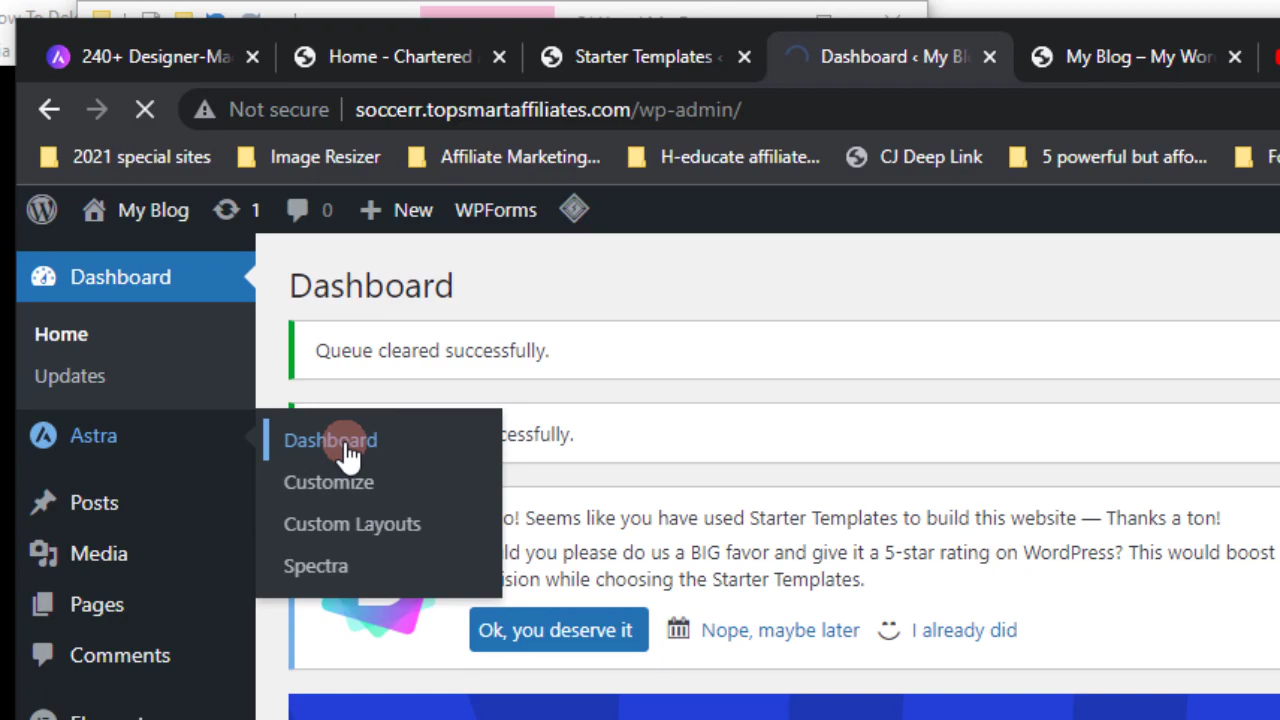 How To Del
240+ Designer-Ma
Home - Chartered
Starter Templates ‹
Dashboard ‹ My Bl
My Blog – My Wor
Not secure
soccerr.topsmartaffiliates.com/wp-admin/
2021 special sites
Image Resizer
Affiliate Marketing...
H-educate affiliate...
CJ Deep Link
5 powerful but affo...
My Blog
1
0
New
WPForms
Dashboard
Home
Updates
Astra
Posts
Media
Pages
Comments
Dashboard
Customize
Custom Layouts
Spectra
Dashboard
Queue cleared successfully.
cessfully.
o! Seems like you have used Starter Templates to build this website — Thanks a ton!
ld you please do us a BIG favor and give it a 5-star rating on WordPress? This would boost
ision while choosing the Starter Templates.
Ok, you deserve it
Nope, maybe later
I already did